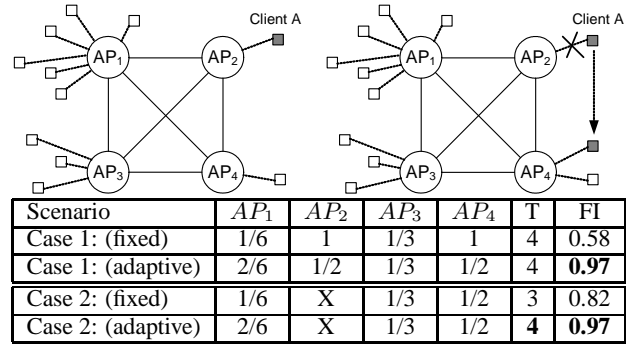 Client A
Client A
AP1 AP2 AP1 AP2
AP3 AP4 AP3 AP4
Scenario AP1 AP2 AP3 AP4 T FI
Case 1: (fixed) 1/6 1 1/3 1 4 0.58
Case 1: (adaptive) 2/6 1/2 1/3 1/2 4 0.97
Case 2: (fixed) 1/6 X 1/3 1/2 3 0.82
Case 2: (adaptive) 2/6 X 1/3 1/2 4 0.97